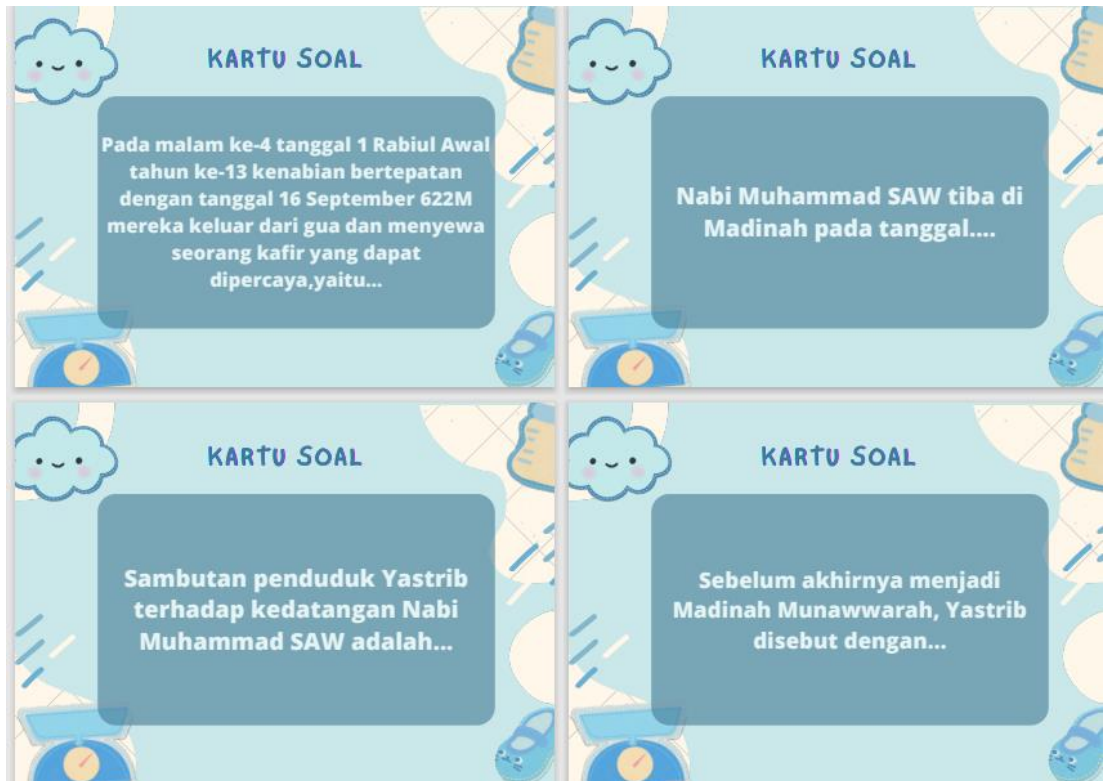 KARTU SOAL
Pada malam ke-4 tanggal 1 Rabiul Awal
tahun ke-13 kenabian bertepatan
dengan tanggal 16 September 622M
mereka keluar dari gua dan menyewa
seorang kafir yang dapat
dipercaya,yaitu...
KARTU SOAL
Nabi Muhammad SAW tiba di
Madinah pada tanggal....
KARTU SOAL
Sambutan penduduk Yastrib
terhadap kedatangan Nabi
Muhammad SAW adalah...
KARTU SOAL
Sebelum akhirnya menjadi
Madinah Munawwarah, Yastrib
disebut dengan...